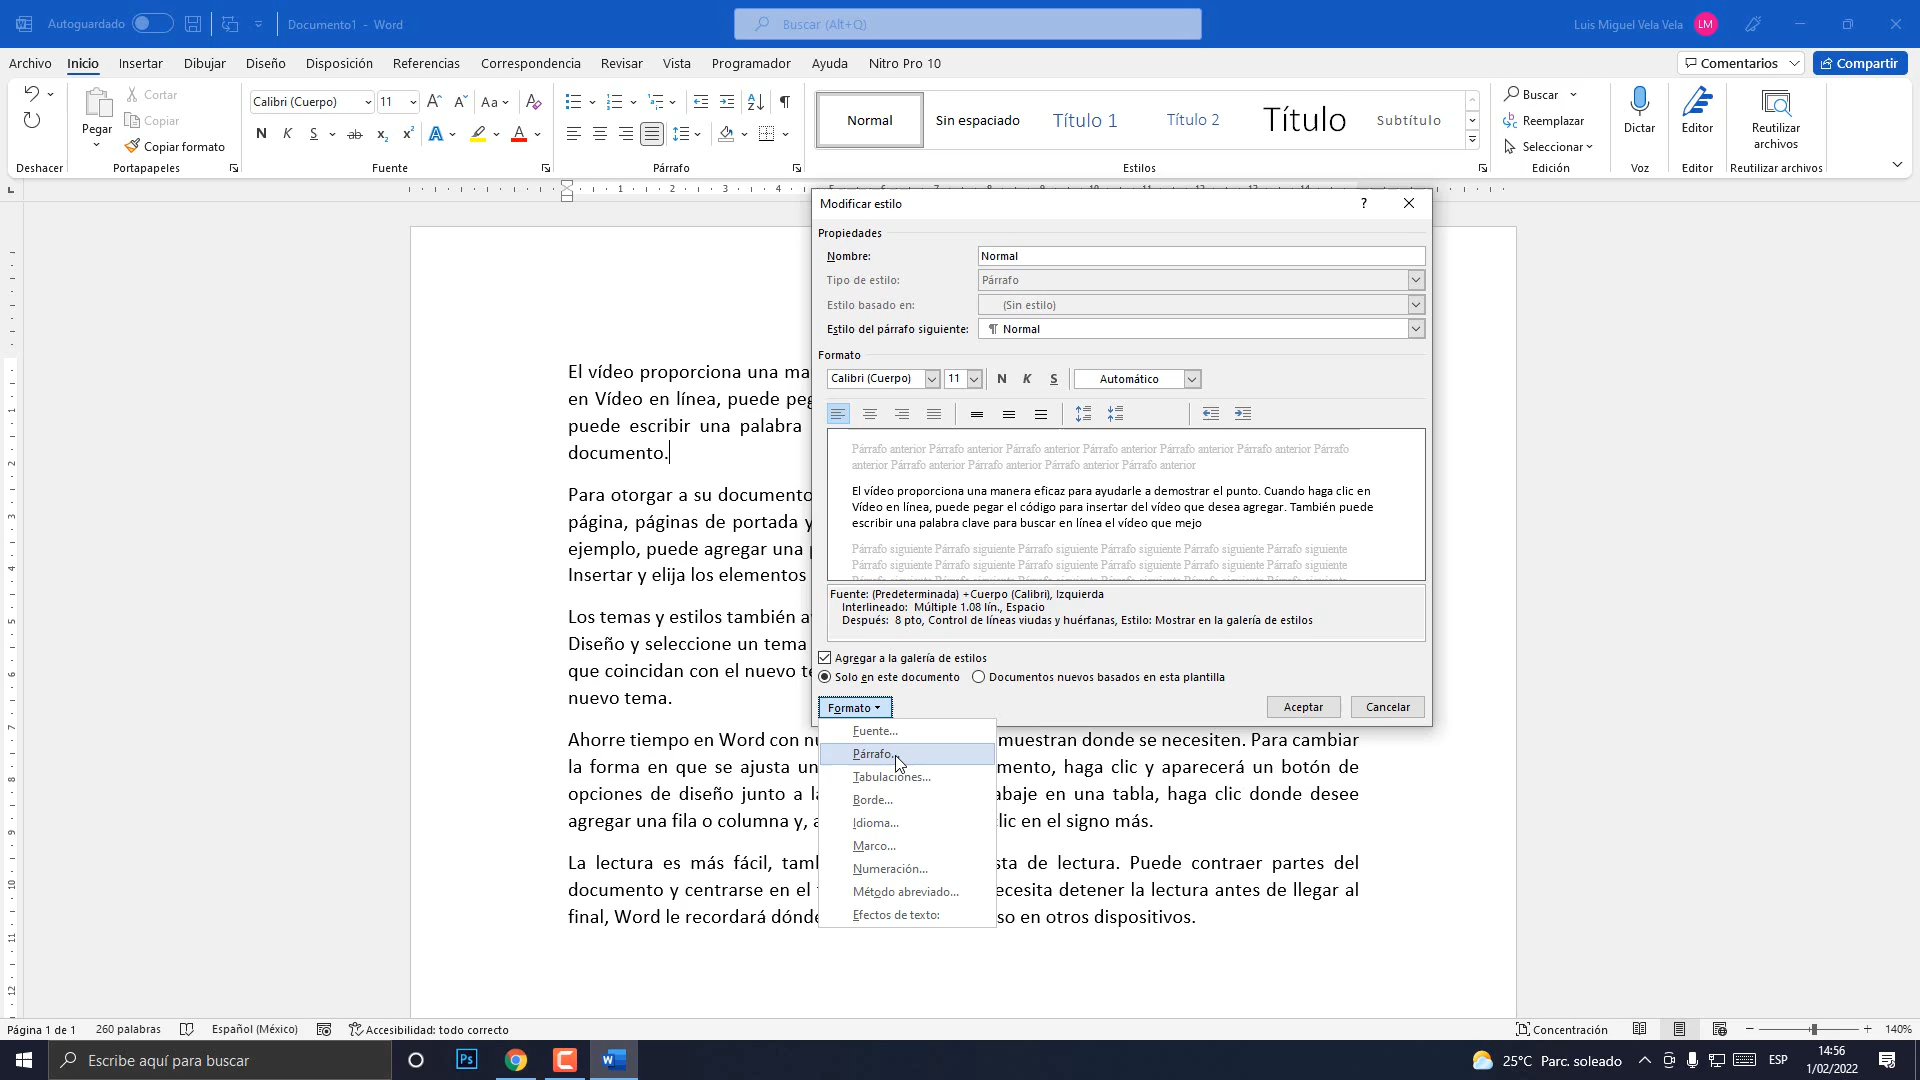 Autoguardado
Documento1 - Word
Buscar (Alt+Q)
Luis Miguel Vela Vela
LM
Archivo Inicio Insertar Dibujar Diseño Disposición Referencias Correspondencia Revisar Vista Programador Ayuda Nitro Pro 10
Comentarios
Compartir
Pegar
Cortar
Copiar
Copiar formato
Calibri (Cuerpo) 11
Aa
N K S ab x₂ x² A A
Normal
Sin espaciado
Título 1
Título 2
Título
Subtítulo
Buscar
Reemplazar
Seleccionar
Dictar
Editor
Reutilizar
archivos
Deshacer Portapapeles Fuente Párrafo Estilos Edición Voz Editor Reutilizar archivos
Modificar estilo
Propiedades
Nombre: Normal
Tipo de estilo: Párrafo
Estilo basado en: (Sin estilo)
Estilo del párrafo siguiente: ¶ Normal
Formato
Calibri (Cuerpo) 11 N K S Automático
Párrafo anterior Párrafo anterior Párrafo anterior Párrafo anterior Párrafo anterior Párrafo anterior Párrafo
anterior Párrafo anterior Párrafo anterior Párrafo anterior Párrafo anterior
El vídeo proporciona una manera eficaz para ayudarle a demostrar el punto. Cuando haga clic en
Vídeo en línea, puede pegar el código para insertar del vídeo que desea agregar. También puede
escribir una palabra clave para buscar en línea el vídeo que mejo
Párrafo siguiente Párrafo siguiente Párrafo siguiente Párrafo siguiente Párrafo siguiente Párrafo siguiente
Párrafo siguiente Párrafo siguiente Párrafo siguiente Párrafo siguiente Párrafo siguiente Párrafo siguiente
Fuente: (Predeterminada) +Cuerpo (Calibri), Izquierda
Interlineado: Múltiple 1.08 lín., Espacio
Después: 8 pto, Control de líneas viudas y huérfanas, Estilo: Mostrar en la galería de estilos
Agregar a la galería de estilos
Solo en este documento
Documentos nuevos basados en esta plantilla
Formato
Aceptar
Cancelar
Fuente...
Párrafo...
Tabulaciones...
Borde...
Idioma...
Marco...
Numeración...
Método abreviado...
Efectos de texto:
El vídeo proporciona una
en Vídeo en línea, puede
puede escribir una palabra
documento.
Para otorgar a su documento
página, páginas de portada y
ejemplo, puede agregar una
Insertar y elija los elementos
Los temas y estilos también
Diseño y seleccione un tema
que coincidan con el nuevo
nuevo tema.
Ahorre tiempo en Word con muestran donde se necesiten. Para cambiar
la forma en que se ajusta haga clic y aparecerá un botón de
opciones de diseño junto a en una tabla, haga clic donde desee
agregar una fila o columna y, en el signo más.
La lectura es más fácil, de lectura. Puede contraer partes del
documento y centrarse en el detener la lectura antes de llegar al
final, Word le recordará en otros dispositivos.
Página 1 de 1
260 palabras
Español (México)
Accesibilidad: todo correcto
Concentración
140%
Escribe aquí para buscar
Ps
25°C Parc. soleado
ESP
14:56
1/02/2022